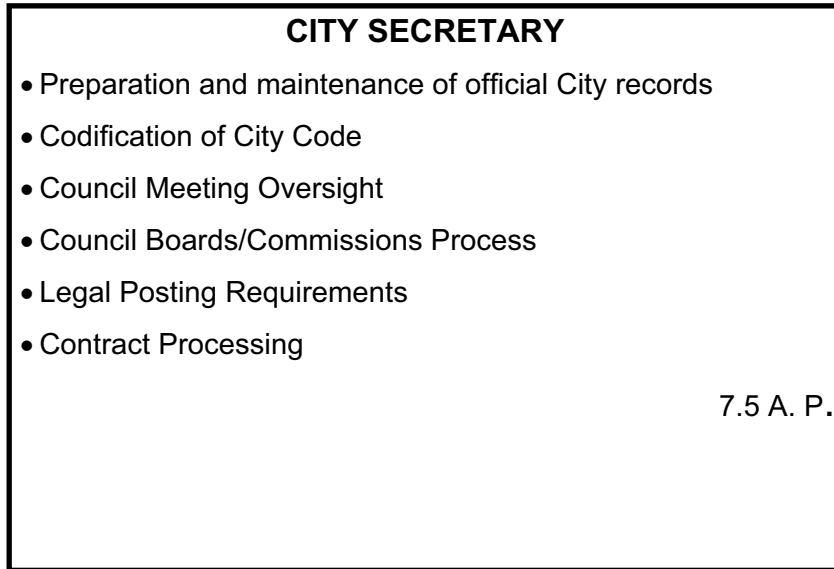 CITY SECRETARY
• Preparation and maintenance of official City records
• Codification of City Code
• Council Meeting Oversight
• Council Boards/Commissions Process
• Legal Posting Requirements
• Contract Processing
7.5 A. P.